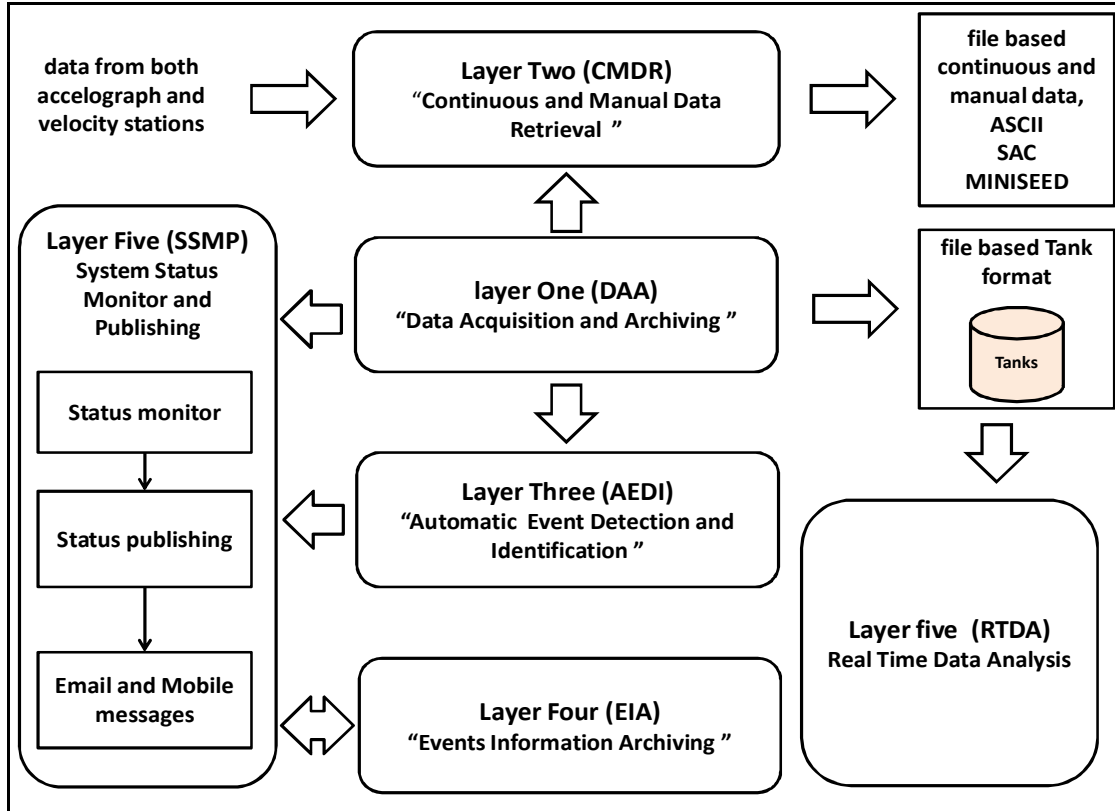 data from both
accelograph and
velocity stations
Layer Two (CMDR)
“Continuous and Manual Data
Retrieval ”
file based
continuous and
manual data,
ASCII
SAC
MINISEED
Layer Five (SSMP)
System Status
Monitor and
Publishing
Status monitor
Status publishing
Email and Mobile
messages
layer One (DAA)
“Data Acquisition and Archiving ”
file based Tank
format
Tanks
Layer Three (AEDI)
“Automatic Event Detection and
Identification ”
Layer Four (EIA)
“Events Information Archiving ”
Layer five (RTDA)
Real Time Data Analysis